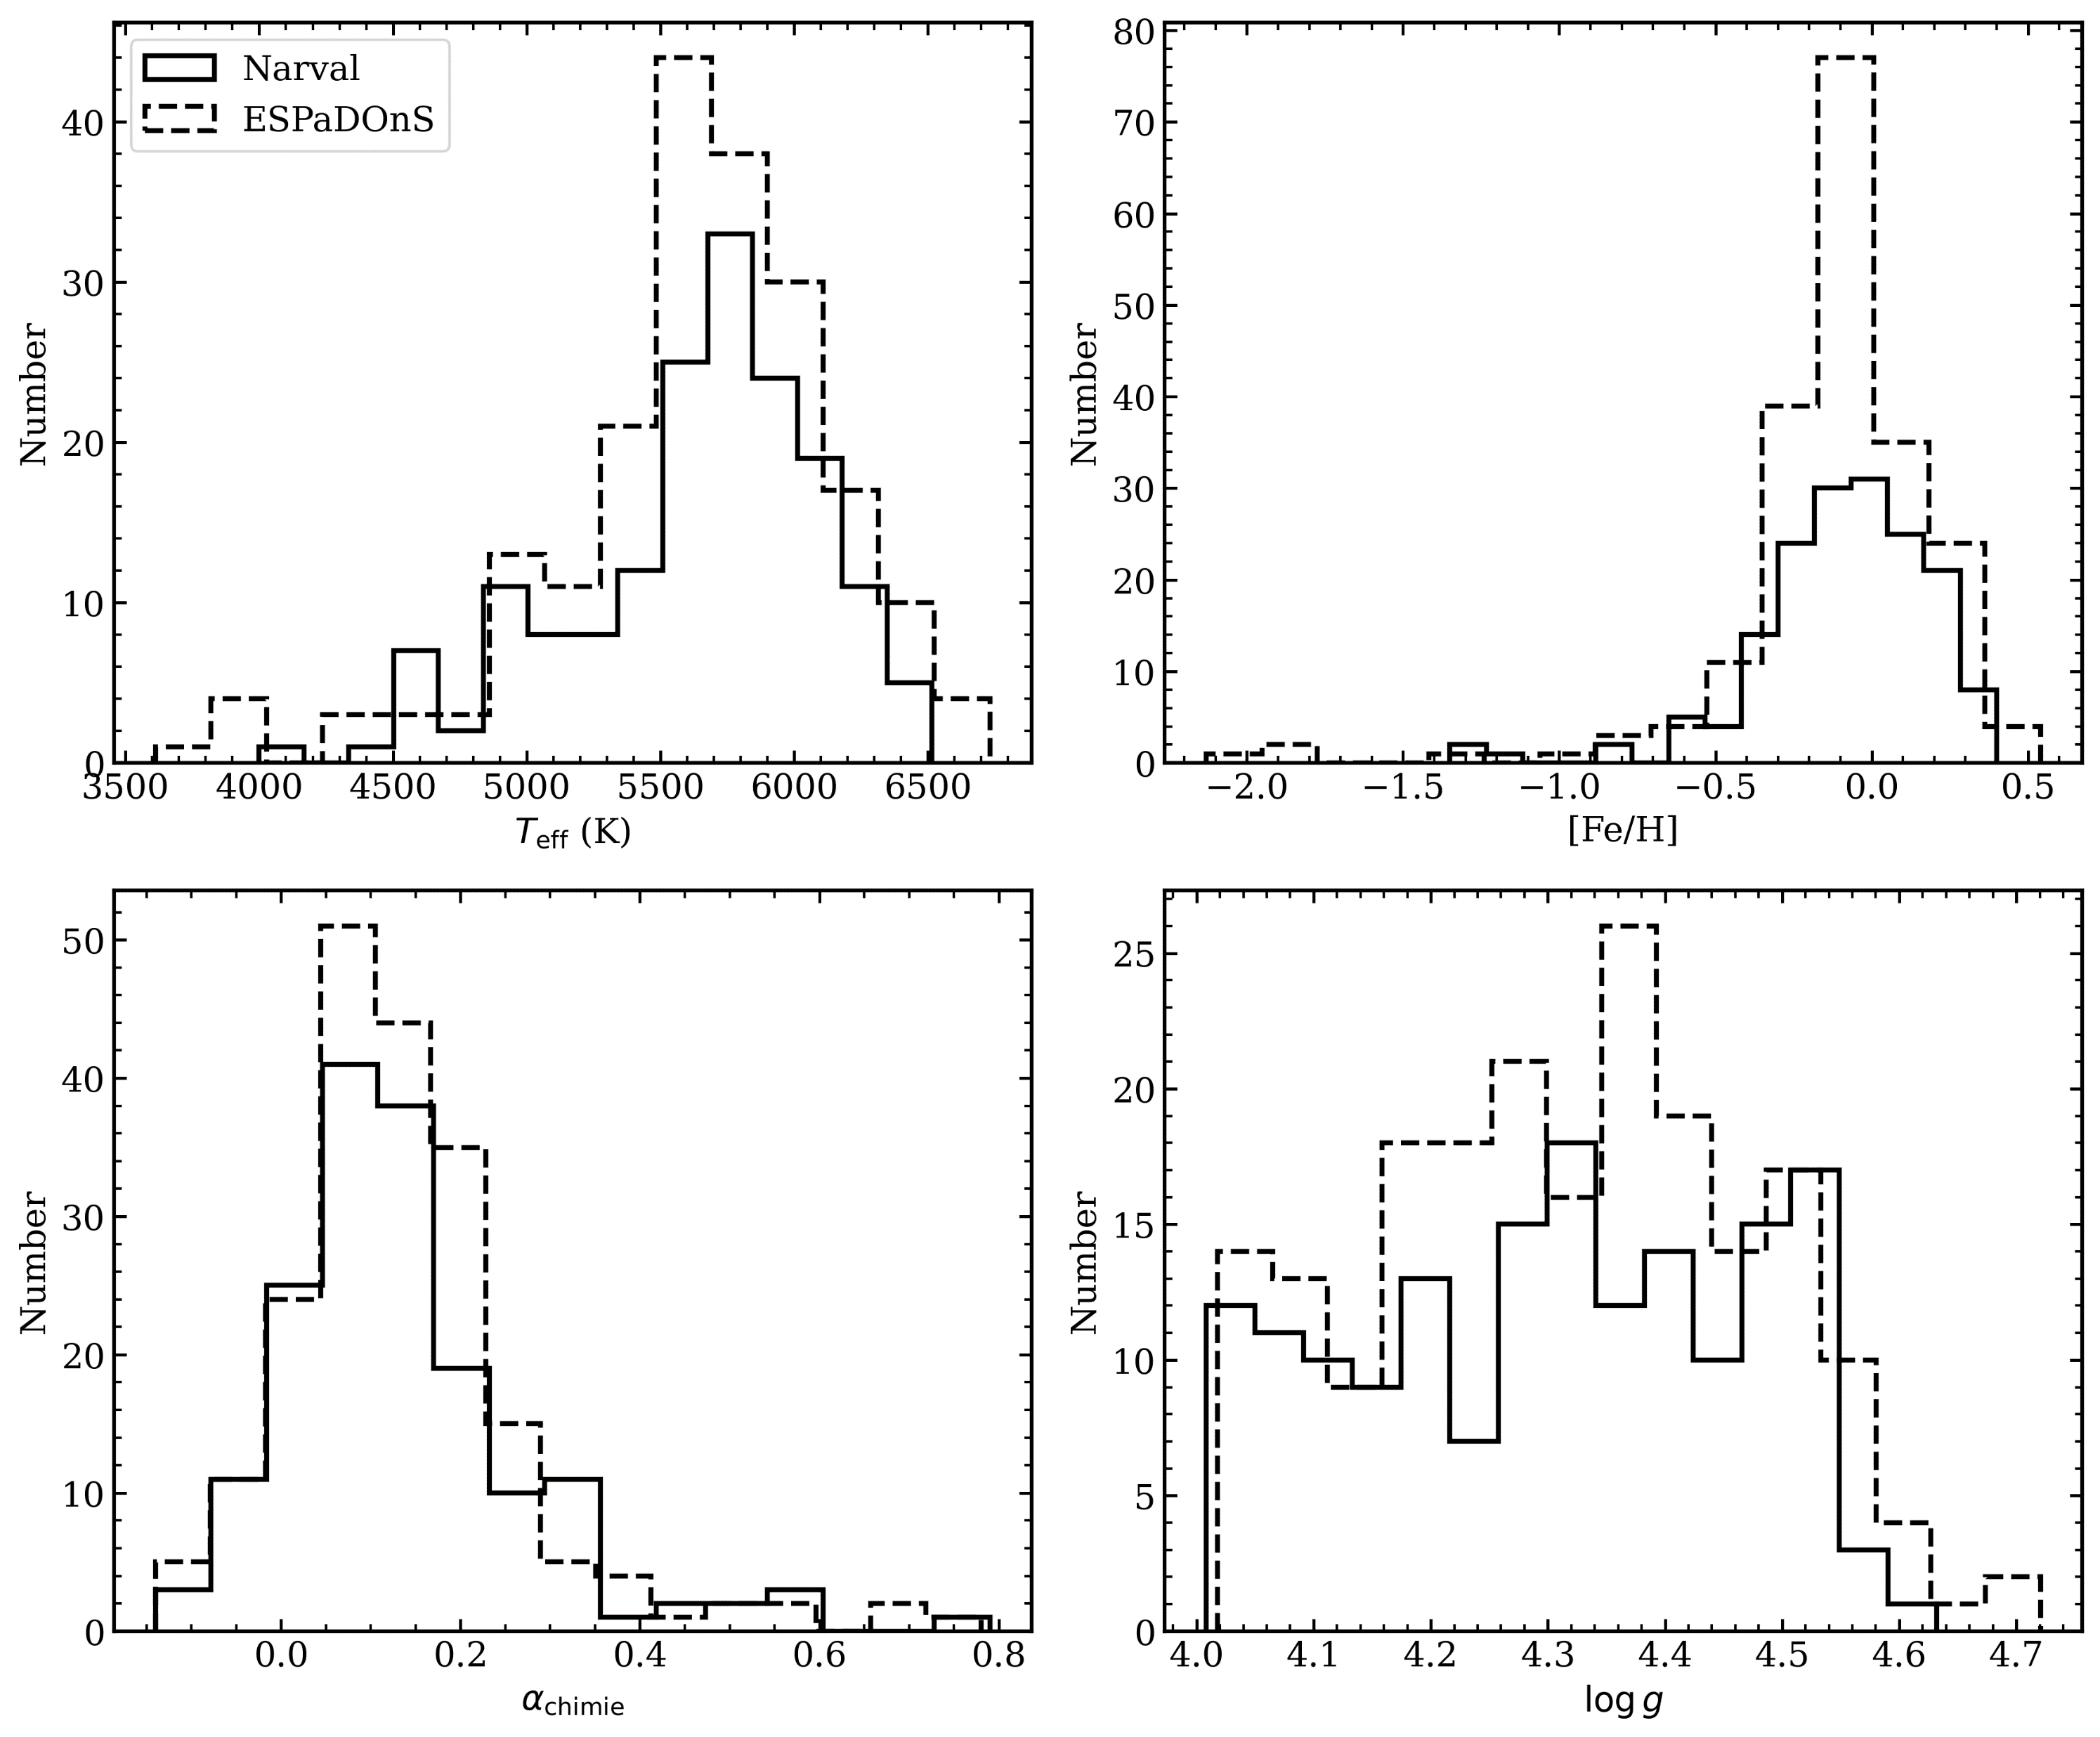 Narval
ESPaDOnS
Number
0
10
20
30
40
3500 4000 4500 5000 5500 6000 6500
T_eff (K)
Number
0
10
20
30
40
50
60
70
80
−2.0 −1.5 −1.0 −0.5 0.0 0.5
[Fe/H]
Number
0
10
20
30
40
50
0.0 0.2 0.4 0.6 0.8
α_chimie
Number
0
5
10
15
20
25
4.0 4.1 4.2 4.3 4.4 4.5 4.6 4.7
log g